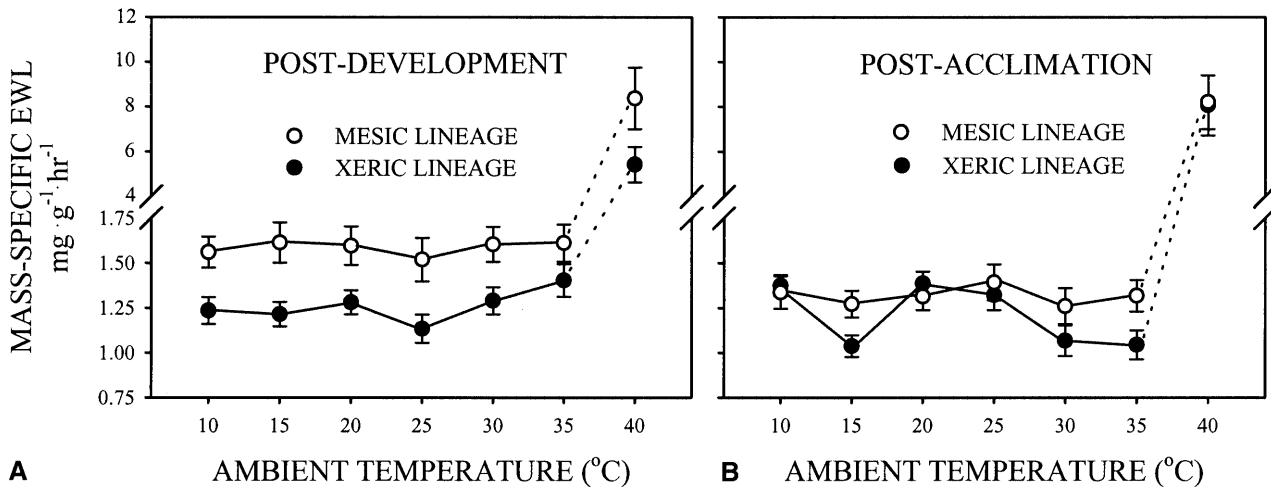 MASS-SPECIFIC EWL
mg·g⁻¹·hr⁻¹
12
10
8
6
4
1.75
1.50
1.25
1.00
0.75
POST-DEVELOPMENT
MESIC LINEAGE
XERIC LINEAGE
10 15 20 25 30 35 40
A AMBIENT TEMPERATURE (°C)
POST-ACCLIMATION
MESIC LINEAGE
XERIC LINEAGE
10 15 20 25 30 35 40
B AMBIENT TEMPERATURE (°C)